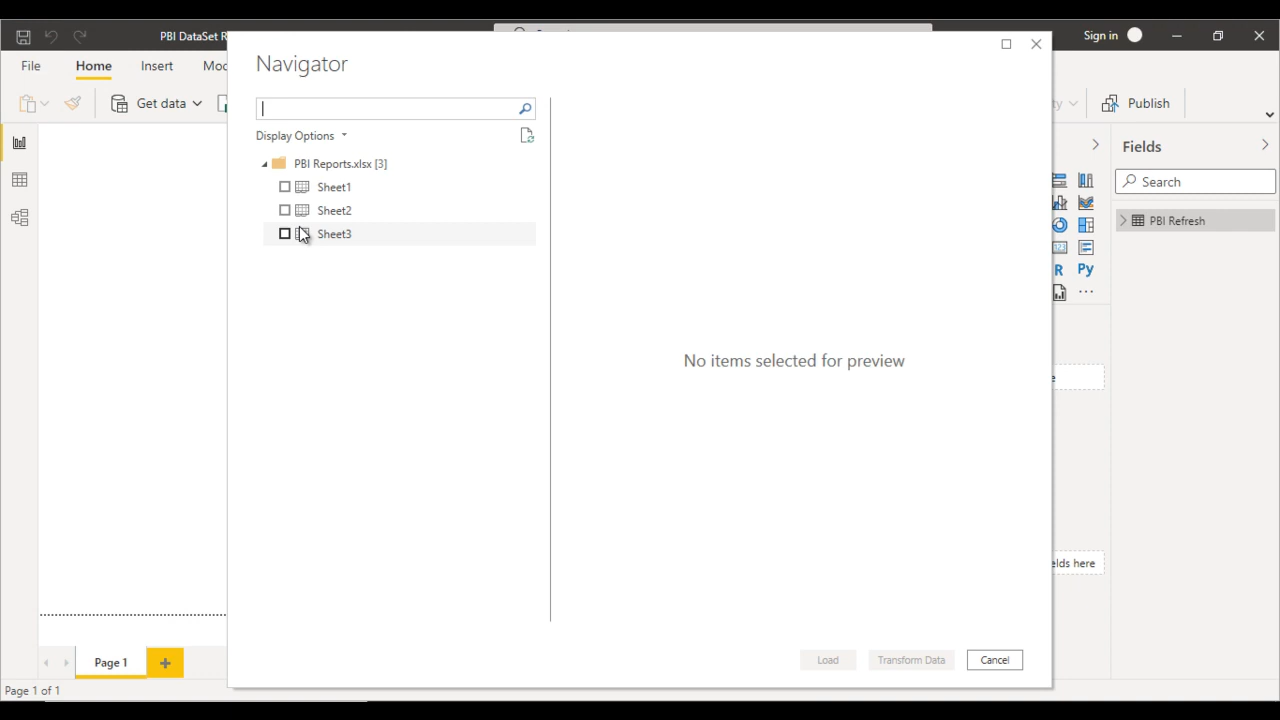 PBI DataSet R
Sign in
File
Home
Insert
Mod
Get data
Publish
Navigator
Display Options
PBI Reports.xlsx [3]
Sheet1
Sheet2
Sheet3
No items selected for preview
Fields
Search
PBI Refresh
123
R
Py
...
elds here
Load
Transform Data
Cancel
Page 1
Page 1 of 1